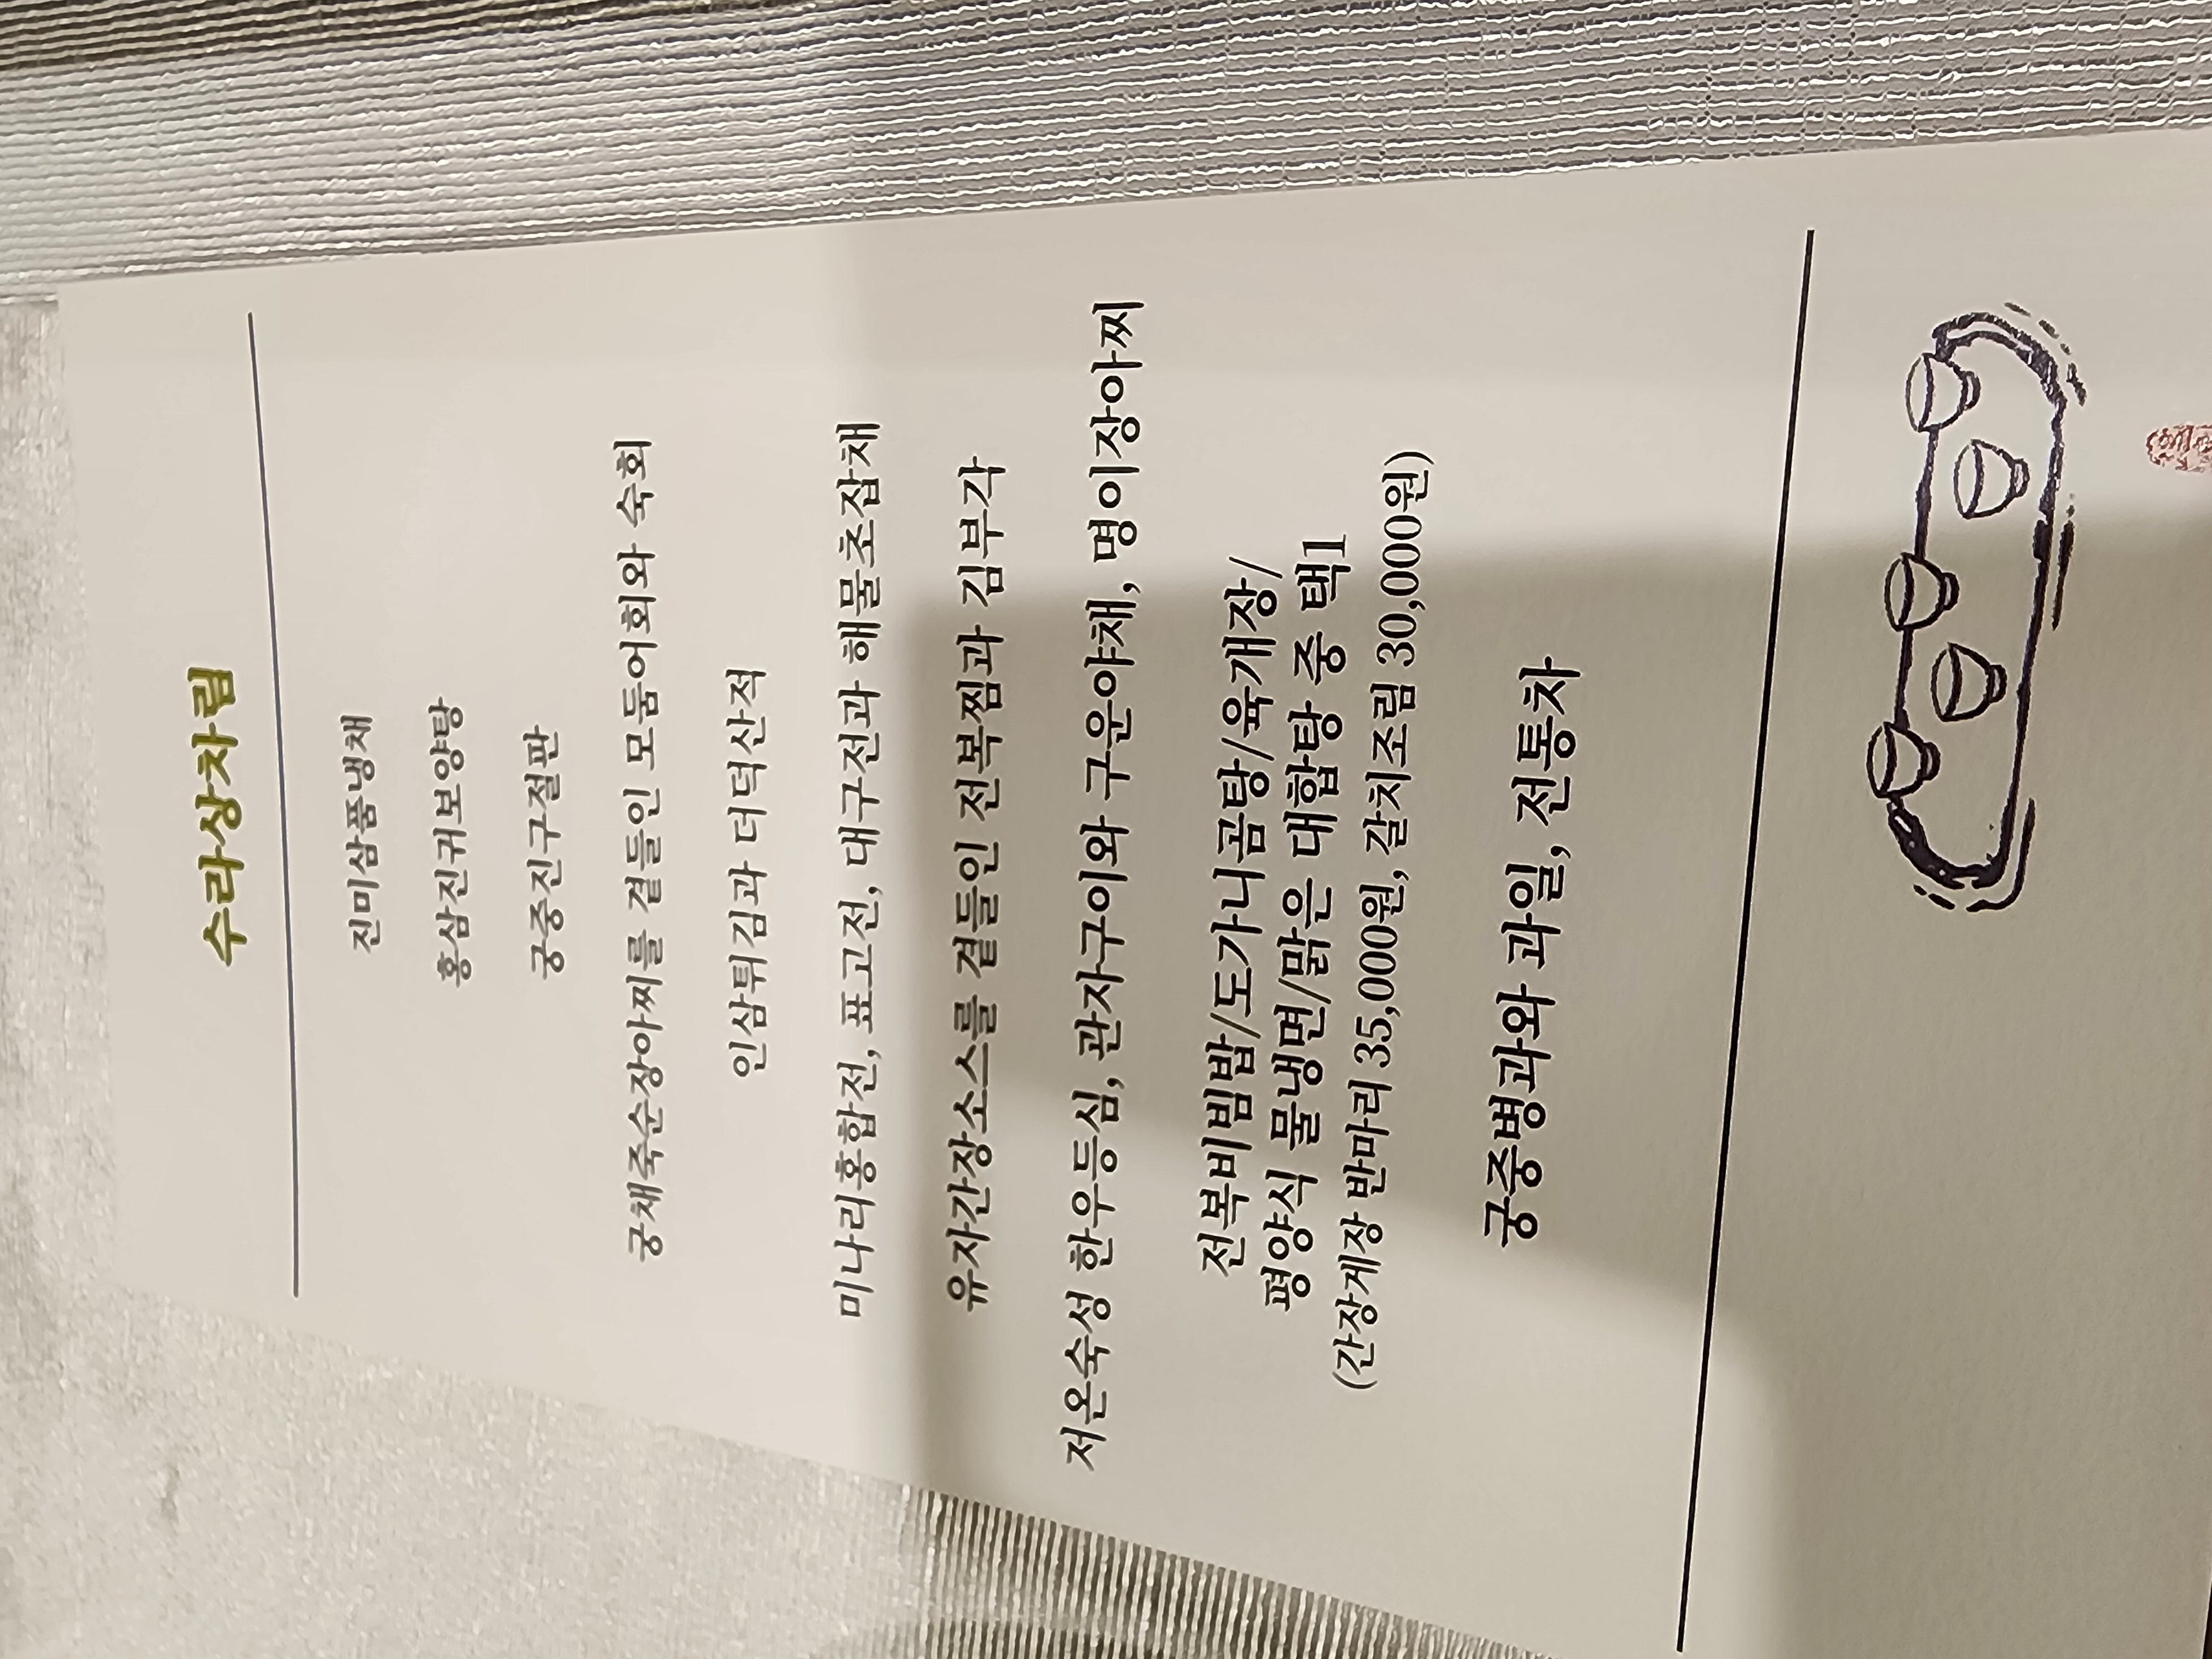 수라상차림
진미삼품냉채
홍삼진귀보양탕
궁중진구절판
궁채죽순장아찌를 곁들인 모둠어회와 숙회
인삼튀김과 더덕산적
미나리홍합전, 표고전, 대구전과 해물초잡채
유자간장소스를 곁들인 전복찜과 김부각
저온숙성 한우등심, 관자구이와 구운야채, 명이장아찌
전복비빔밥/도가니곰탕/육개장/
평양식 물냉면/맑은 대합탕 중 택1
(간장게장 반마리 35,000원, 갈치조림 30,000원)
궁중병과와 과일, 전통차